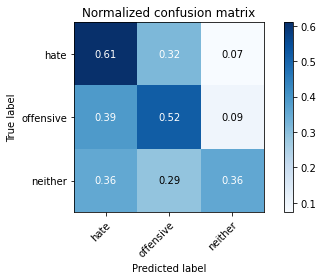 Normalized confusion matrix
hate 0.61 0.32 0.07
offensive 0.39 0.52 0.09
neither 0.36 0.29 0.36
hate offensive neither
True label
Predicted label
0.6
0.5
0.4
0.3
0.2
0.1